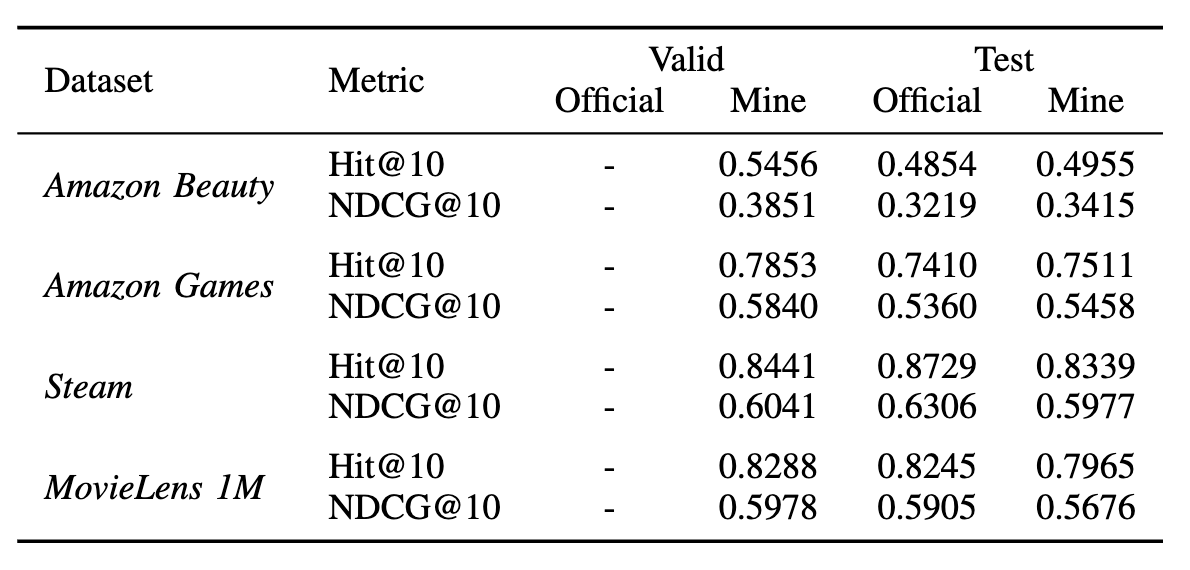 Dataset Metric Valid Test
Official Mine Official Mine
Amazon Beauty Hit@10 - 0.5456 0.4854 0.4955
NDCG@10 - 0.3851 0.3219 0.3415
Amazon Games Hit@10 - 0.7853 0.7410 0.7511
NDCG@10 - 0.5840 0.5360 0.5458
Steam Hit@10 - 0.8441 0.8729 0.8339
NDCG@10 - 0.6041 0.6306 0.5977
MovieLens 1M Hit@10 - 0.8288 0.8245 0.7965
NDCG@10 - 0.5978 0.5905 0.5676